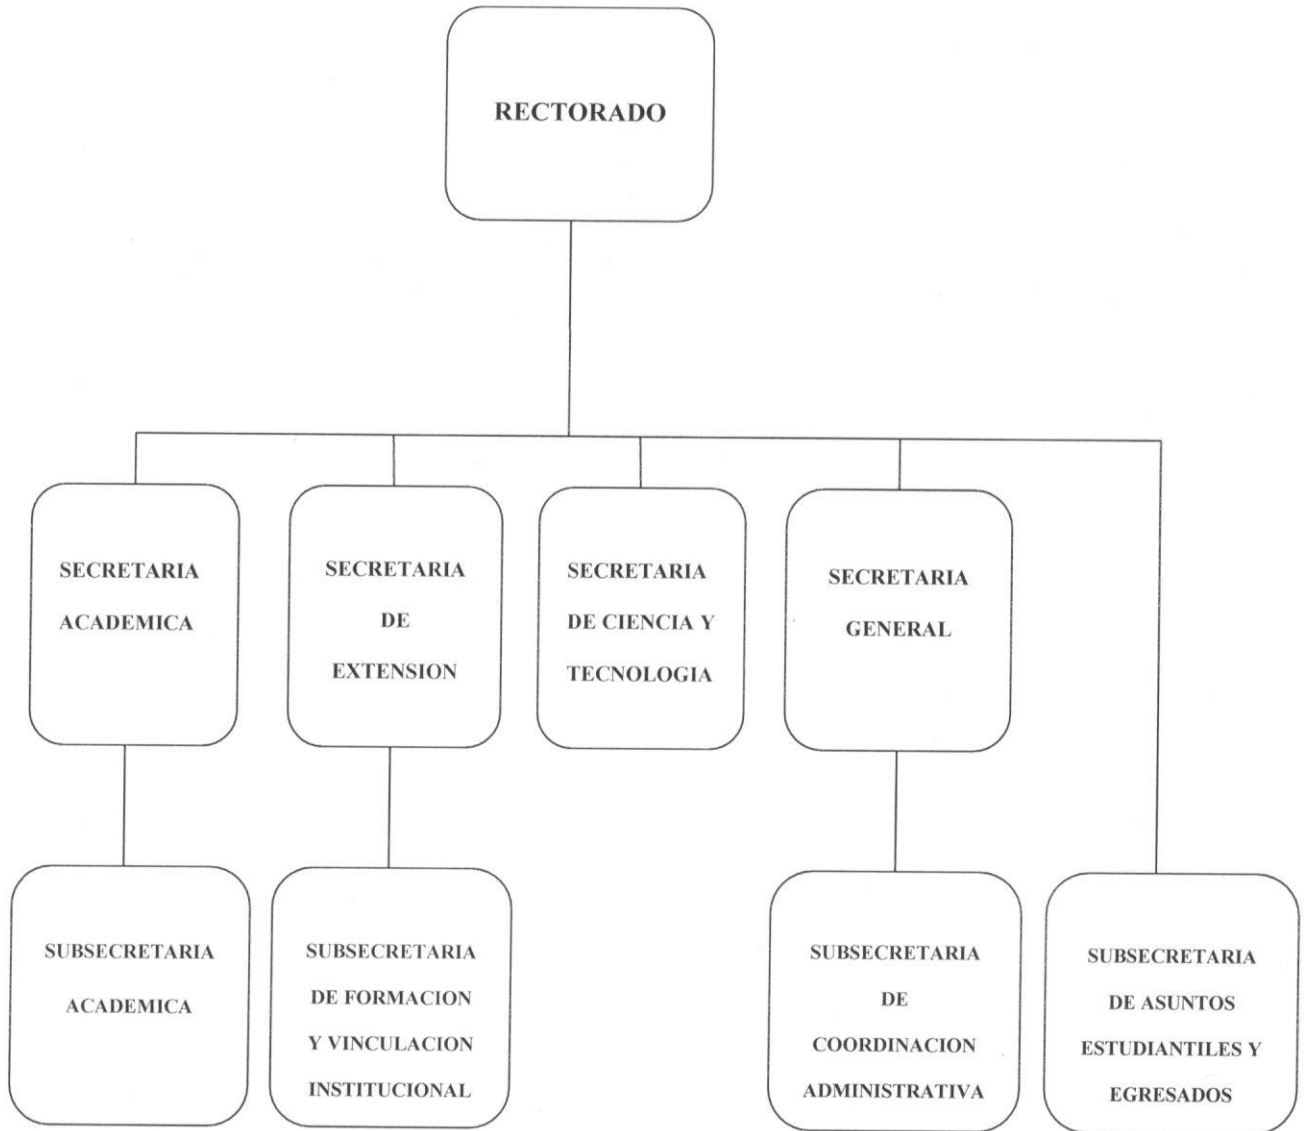 RECTORADO
SECRETARIA
ACADEMICA
SECRETARIA
DE
EXTENSION
SECRETARIA
DE CIENCIA Y
TECNOLOGIA
SECRETARIA
GENERAL
SUBSECRETARIA
ACADEMICA
SUBSECRETARIA
DE FORMACION
Y VINCULACION
INSTITUCIONAL
SUBSECRETARIA
DE
COORDINACION
ADMINISTRATIVA
SUBSECRETARIA
DE ASUNTOS
ESTUDIANTILES Y
EGRESADOS